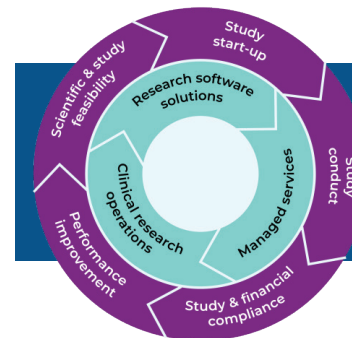 Scientific & study
feasibility
Study
start-up
Study
conduct
Study & financial
compliance
Performance
improvement
Research software
solutions
Managed services
Clinical research
operations